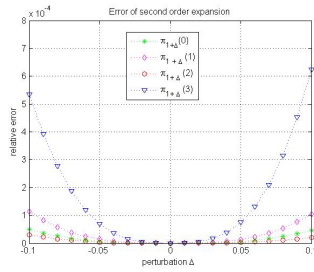 Error of second order expansion
8
x 10⁻⁴
7
6
5
4
3
2
1
0
relative error
π₁₊Δ(0)
π₁ ₊ Δ (1)
π₁₊Δ (2)
π₁₊Δ (3)
-0.1
-0.05
0
0.05
0.
perturbation Δ